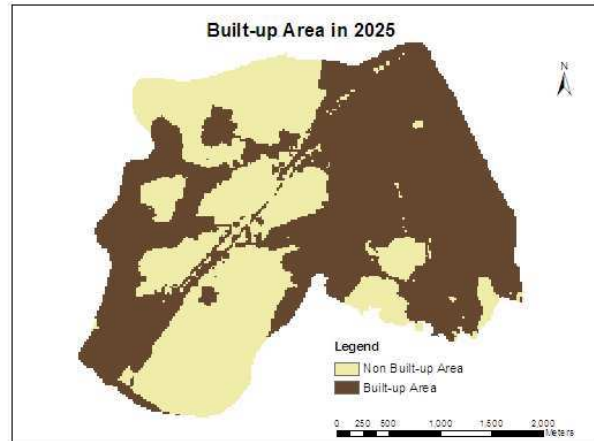 Built-up Area in 2025
N
Legend
Non Built-up Area
Built-up Area
0 250 500 1,000 1,500 2,000
Meters